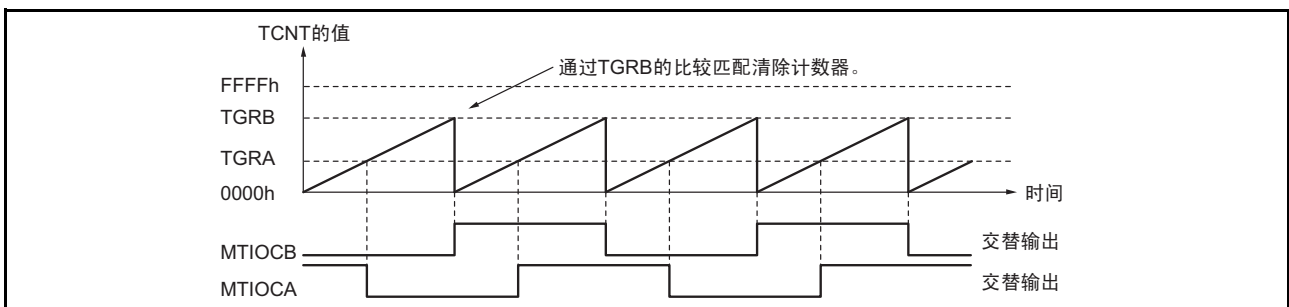 TCNT的值
通过TGRB的比较匹配清除计数器。
FFFFh
TGRB
TGRA
0000h
时间
MTIOCB
交替输出
MTIOCA
交替输出